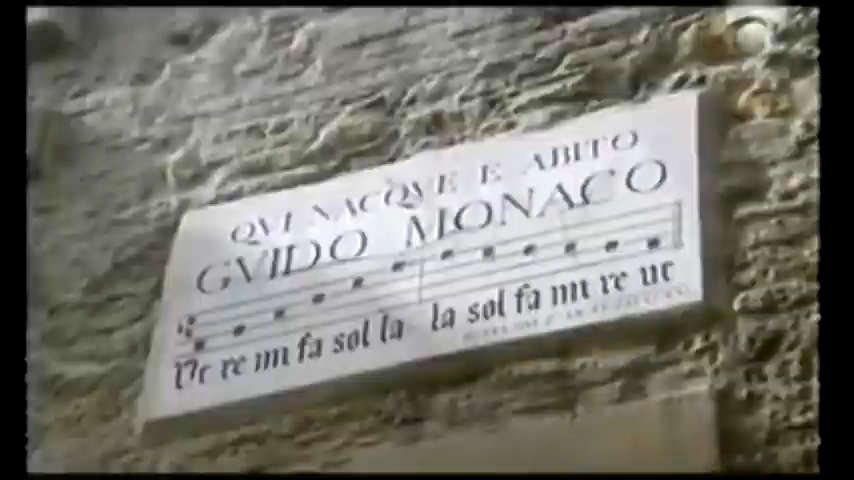 QVI NACQVE E ABITO
GVIDO MONACO
Vt re mi fa sol la la sol fa mi re ut